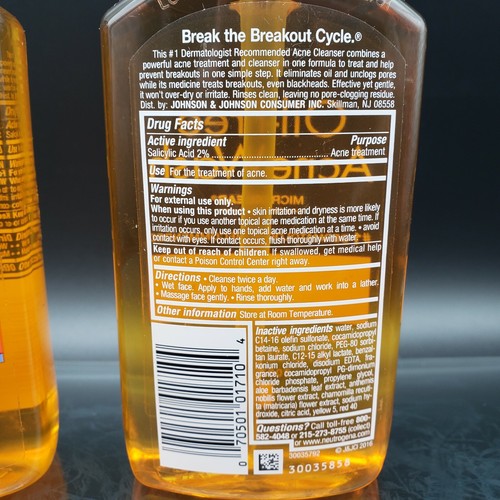 Break the Breakout Cycle.®
This #1 Dermatologist Recommended Acne Cleanser combines a
powerful acne treatment and cleanser in one formula to treat and help
prevent breakouts in one simple step. It eliminates oil and unclogs pores
while its medicine treats breakouts, even blackheads. Effective yet gentle,
it won't over-dry or irritate. Rinses clean, leaving no pore-clogging residue.
Dist. by: JOHNSON & JOHNSON CONSUMER INC. Skillman, NJ 08558
Drug Facts
Active ingredient Purpose
Salicylic Acid 2% ........ Acne treatment
Use For the treatment of acne.
Warnings
For external use only.
When using this product • skin irritation and dryness is more likely
to occur if you use another topical acne medication at the same time. If
irritation occurs, only use one topical acne medication at a time. • avoid
contact with eyes. If contact occurs, flush thoroughly with water.
Keep out of reach of children. If swallowed, get medical help
or contact a Poison Control Center right away.
Directions • Cleanse twice a day.
• Wet face. Apply to hands, add water and work into a lather.
• Massage face gently. • Rinse thoroughly.
Other information Store at Room Temperature.
Inactive ingredients water, sodium
C14-16 olefin sulfonate, cocamidopropyl
betaine, sodium chloride, PEG-80 sorbi-
tan laurate, C12-15 alkyl lactate, benzal-
konium chloride, disodium EDTA, fra-
grance, cocamidopropyl PG-dimonium
chloride phosphate, propylene glycol,
aloe barbadensis leaf extract, anthemis
nobilis flower extract, chamomilla recuti-
ta (matricaria) flower extract, sodium hy-
droxide, citric acid, yellow 5, red 40
Questions? Call toll-free 800-
582-4048 or 215-273-8755 (collect)
or www.neutrogena.com
© J&JCI 2016
0 70501 01710 4
30035782
30035858